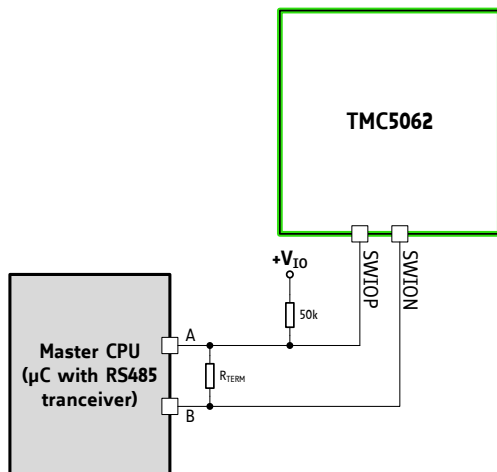 TMC5062
SWIOP
SWION
+VIO
50k
A
Master CPU
(µC with RS485
tranceiver)
RTERM
B